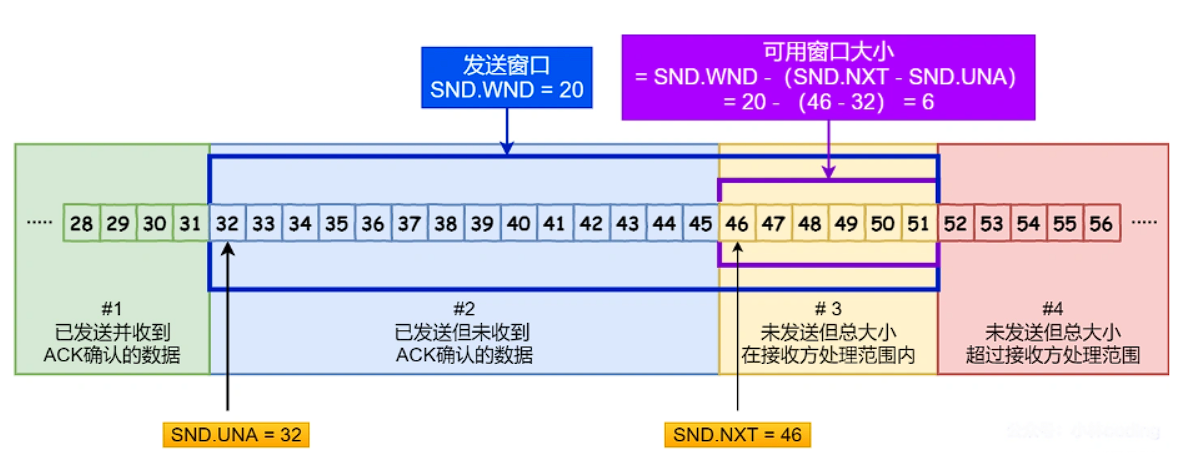 发送窗口
SND.WND = 20
可用窗口大小
= SND.WND -（SND.NXT - SND.UNA）
= 20 -（46 - 32） = 6
..... 28 29 30 31 32 33 34 35 36 37 38 39 40 41 42 43 44 45 46 47 48 49 50 51 52 53 54 55 56 .....
#1
已发送并收到
ACK确认的数据
#2
已发送但未收到
ACK确认的数据
# 3
未发送但总大小
在接收方处理范围内
#4
未发送但总大小
超过接收方处理范围
SND.UNA = 32
SND.NXT = 46